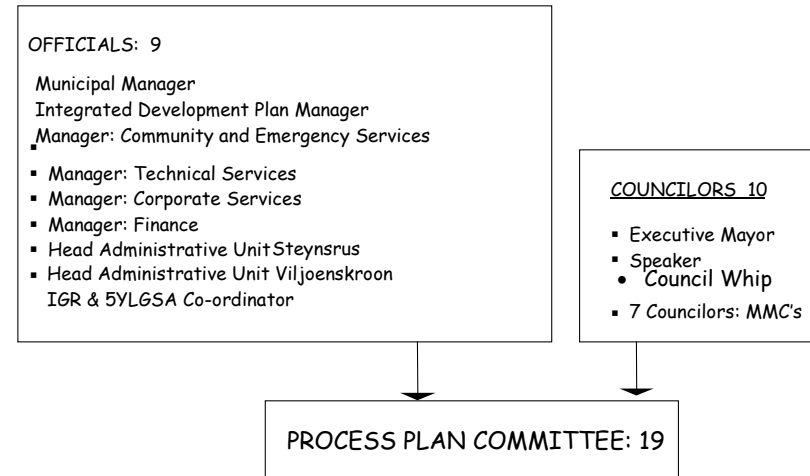 OFFICIALS: 9
Municipal Manager
Integrated Development Plan Manager
Manager: Community and Emergency Services
▪ Manager: Technical Services
▪ Manager: Corporate Services
▪ Manager: Finance
▪ Head Administrative Unit Steynsrus
▪ Head Administrative Unit Viljoenskroon
IGR & 5YLGSA Co-ordinator
COUNCILORS 10
▪ Executive Mayor
▪ Speaker
• Council Whip
▪ 7 Councilors: MMC's
PROCESS PLAN COMMITTEE: 19